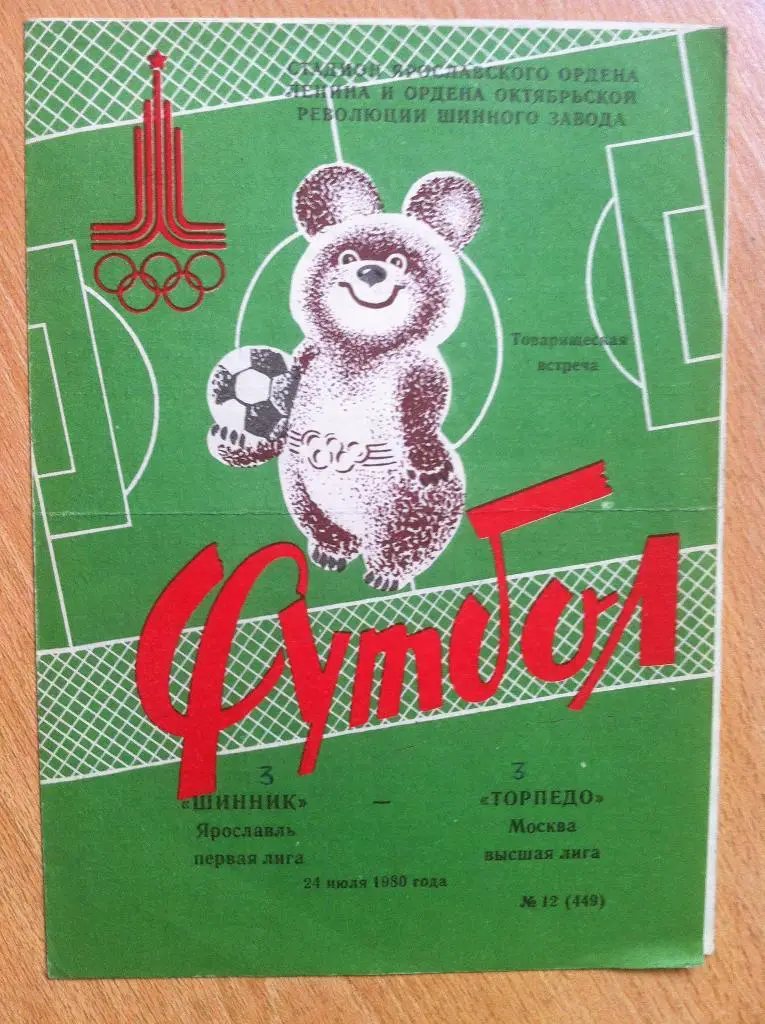 СТАДИОН ЯРОСЛАВСКОГО ОРДЕНА
ЛЕНИНА И ОРДЕНА ОКТЯБРЬСКОЙ
РЕВОЛЮЦИИ ШИННОГО ЗАВОДА
Товарищеская
встреча
Футбол
3 3
«ШИННИК» — «ТОРПЕДО»
Ярославль Москва
первая лига высшая лига
24 июля 1980 года
№ 12 (449)